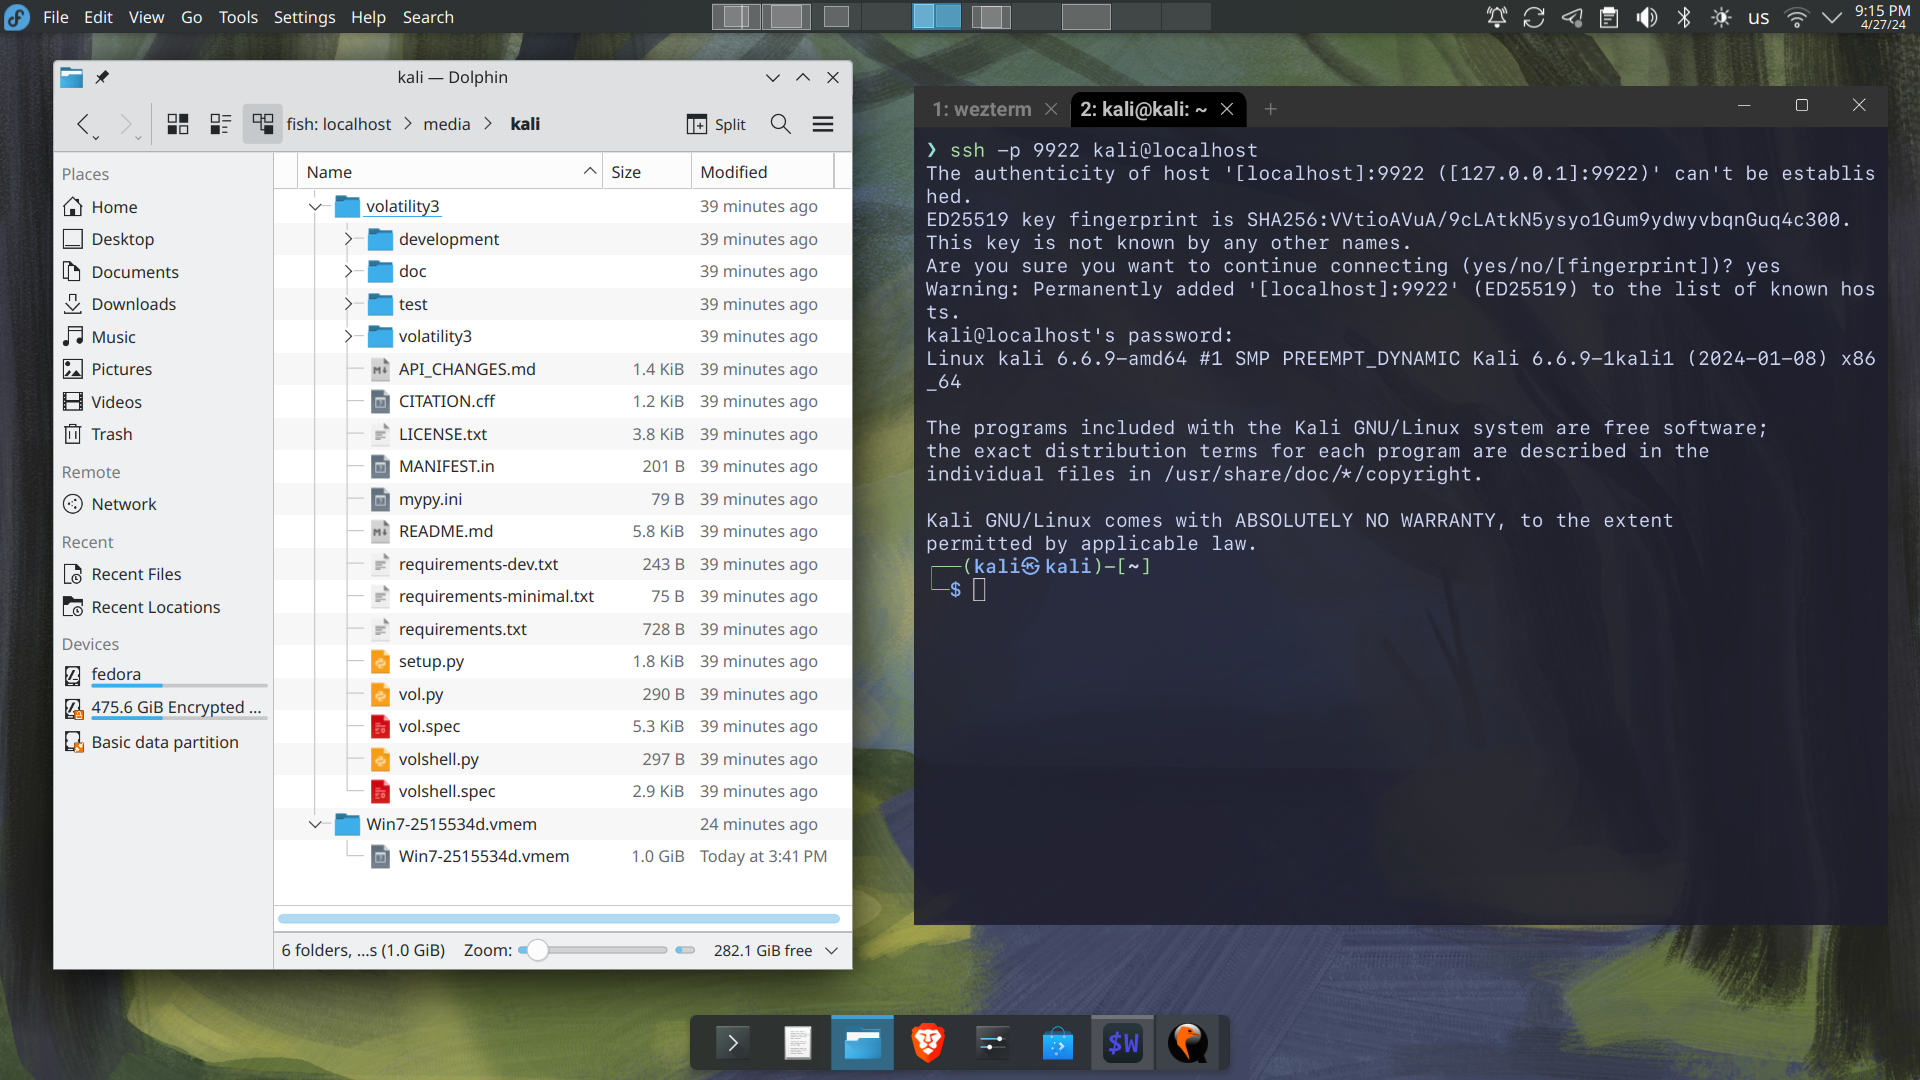 File Edit View Go Tools Settings Help Search
us
9:15 PM
4/27/24
kali — Dolphin
fish: localhost > media > kali
Split
Places
Home
Desktop
Documents
Downloads
Music
Pictures
Videos
Trash
Remote
Network
Recent
Recent Files
Recent Locations
Devices
fedora
475.6 GiB Encrypted ...
Basic data partition
Name Size Modified
volatility3 39 minutes ago
development 39 minutes ago
doc 39 minutes ago
test 39 minutes ago
volatility3 39 minutes ago
API_CHANGES.md 1.4 KiB 39 minutes ago
CITATION.cff 1.2 KiB 39 minutes ago
LICENSE.txt 3.8 KiB 39 minutes ago
MANIFEST.in 201 B 39 minutes ago
mypy.ini 79 B 39 minutes ago
README.md 5.8 KiB 39 minutes ago
requirements-dev.txt 243 B 39 minutes ago
requirements-minimal.txt 75 B 39 minutes ago
requirements.txt 728 B 39 minutes ago
setup.py 1.8 KiB 39 minutes ago
vol.py 290 B 39 minutes ago
vol.spec 5.3 KiB 39 minutes ago
volshell.py 297 B 39 minutes ago
volshell.spec 2.9 KiB 39 minutes ago
Win7-2515534d.vmem 24 minutes ago
Win7-2515534d.vmem 1.0 GiB Today at 3:41 PM
6 folders, ...s (1.0 GiB) Zoom: 282.1 GiB free
1: wezterm 2: kali@kali: ~
❯ ssh -p 9922 kali@localhost
The authenticity of host '[localhost]:9922 ([127.0.0.1]:9922)' can't be establis
hed.
ED25519 key fingerprint is SHA256:VVtioAVuA/9cLAtkN5ysyo1Gum9ydwyvbqnGuq4c300.
This key is not known by any other names.
Are you sure you want to continue connecting (yes/no/[fingerprint])? yes
Warning: Permanently added '[localhost]:9922' (ED25519) to the list of known hos
ts.
kali@localhost's password:
Linux kali 6.6.9-amd64 #1 SMP PREEMPT_DYNAMIC Kali 6.6.9-1kali1 (2024-01-08) x86
_64
The programs included with the Kali GNU/Linux system are free software;
the exact distribution terms for each program are described in the
individual files in /usr/share/doc/*/copyright.
Kali GNU/Linux comes with ABSOLUTELY NO WARRANTY, to the extent
permitted by applicable law.
┌──(kali㉿kali)-[~]
└─$
$W